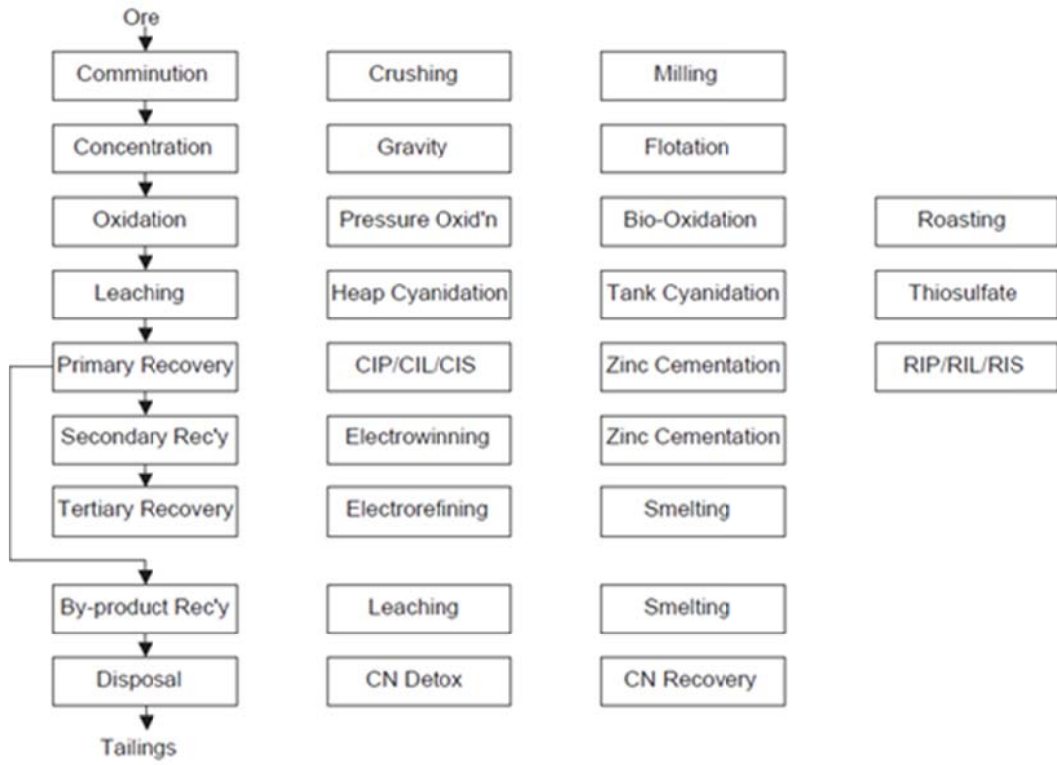 Ore
Comminution
Crushing
Milling
Concentration
Gravity
Flotation
Oxidation
Pressure Oxid'n
Bio-Oxidation
Roasting
Leaching
Heap Cyanidation
Tank Cyanidation
Thiosulfate
Primary Recovery
CIP/CIL/CIS
Zinc Cementation
RIP/RIL/RIS
Secondary Rec'y
Electrowinning
Zinc Cementation
Tertiary Recovery
Electrorefining
Smelting
By-product Rec'y
Leaching
Smelting
Disposal
CN Detox
CN Recovery
Tailings